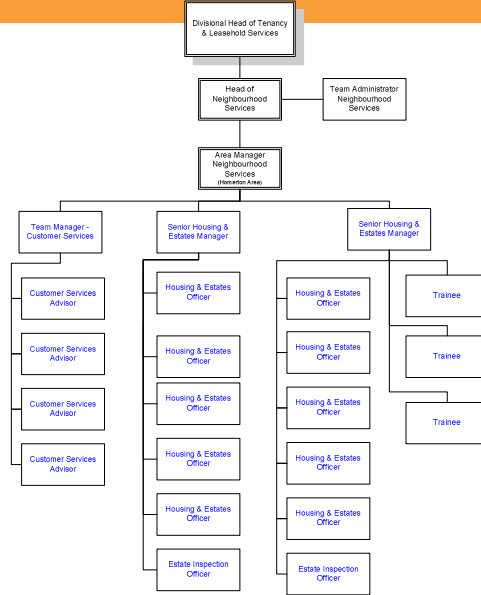 Divisional Head of Tenancy
& Leasehold Services
Head of
Neighbourhood
Services
Team Administrator
Neighbourhood
Services
Area Manager
Neighbourhood
Services
(Homerton Area)
Team Manager -
Customer Services
Senior Housing &
Estates Manager
Senior Housing &
Estates Manager
Customer Services
Advisor
Customer Services
Advisor
Customer Services
Advisor
Customer Services
Advisor
Housing & Estates
Officer
Housing & Estates
Officer
Housing & Estates
Officer
Housing & Estates
Officer
Housing & Estates
Officer
Estate Inspection
Officer
Housing & Estates
Officer
Housing & Estates
Officer
Housing & Estates
Officer
Housing & Estates
Officer
Housing & Estates
Officer
Estate Inspection
Officer
Trainee
Trainee
Trainee